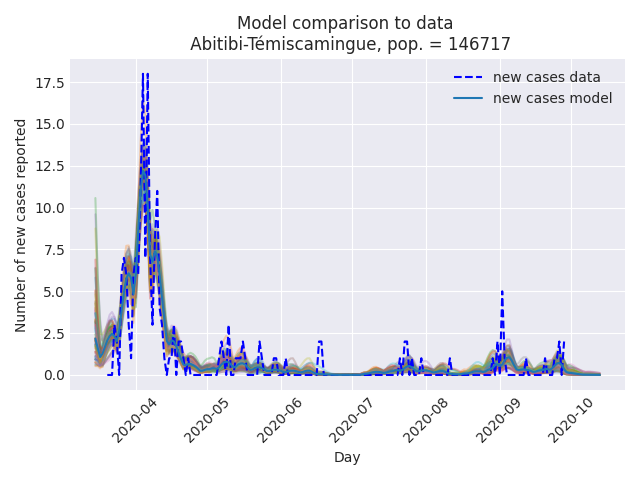 Model comparison to data
Abitibi-Témiscamingue, pop. = 146717
new cases data
new cases model
Number of new cases reported
17.5
15.0
12.5
10.0
7.5
5.0
2.5
0.0
2020-04
2020-05
2020-06
2020-07
2020-08
2020-09
2020-10
Day